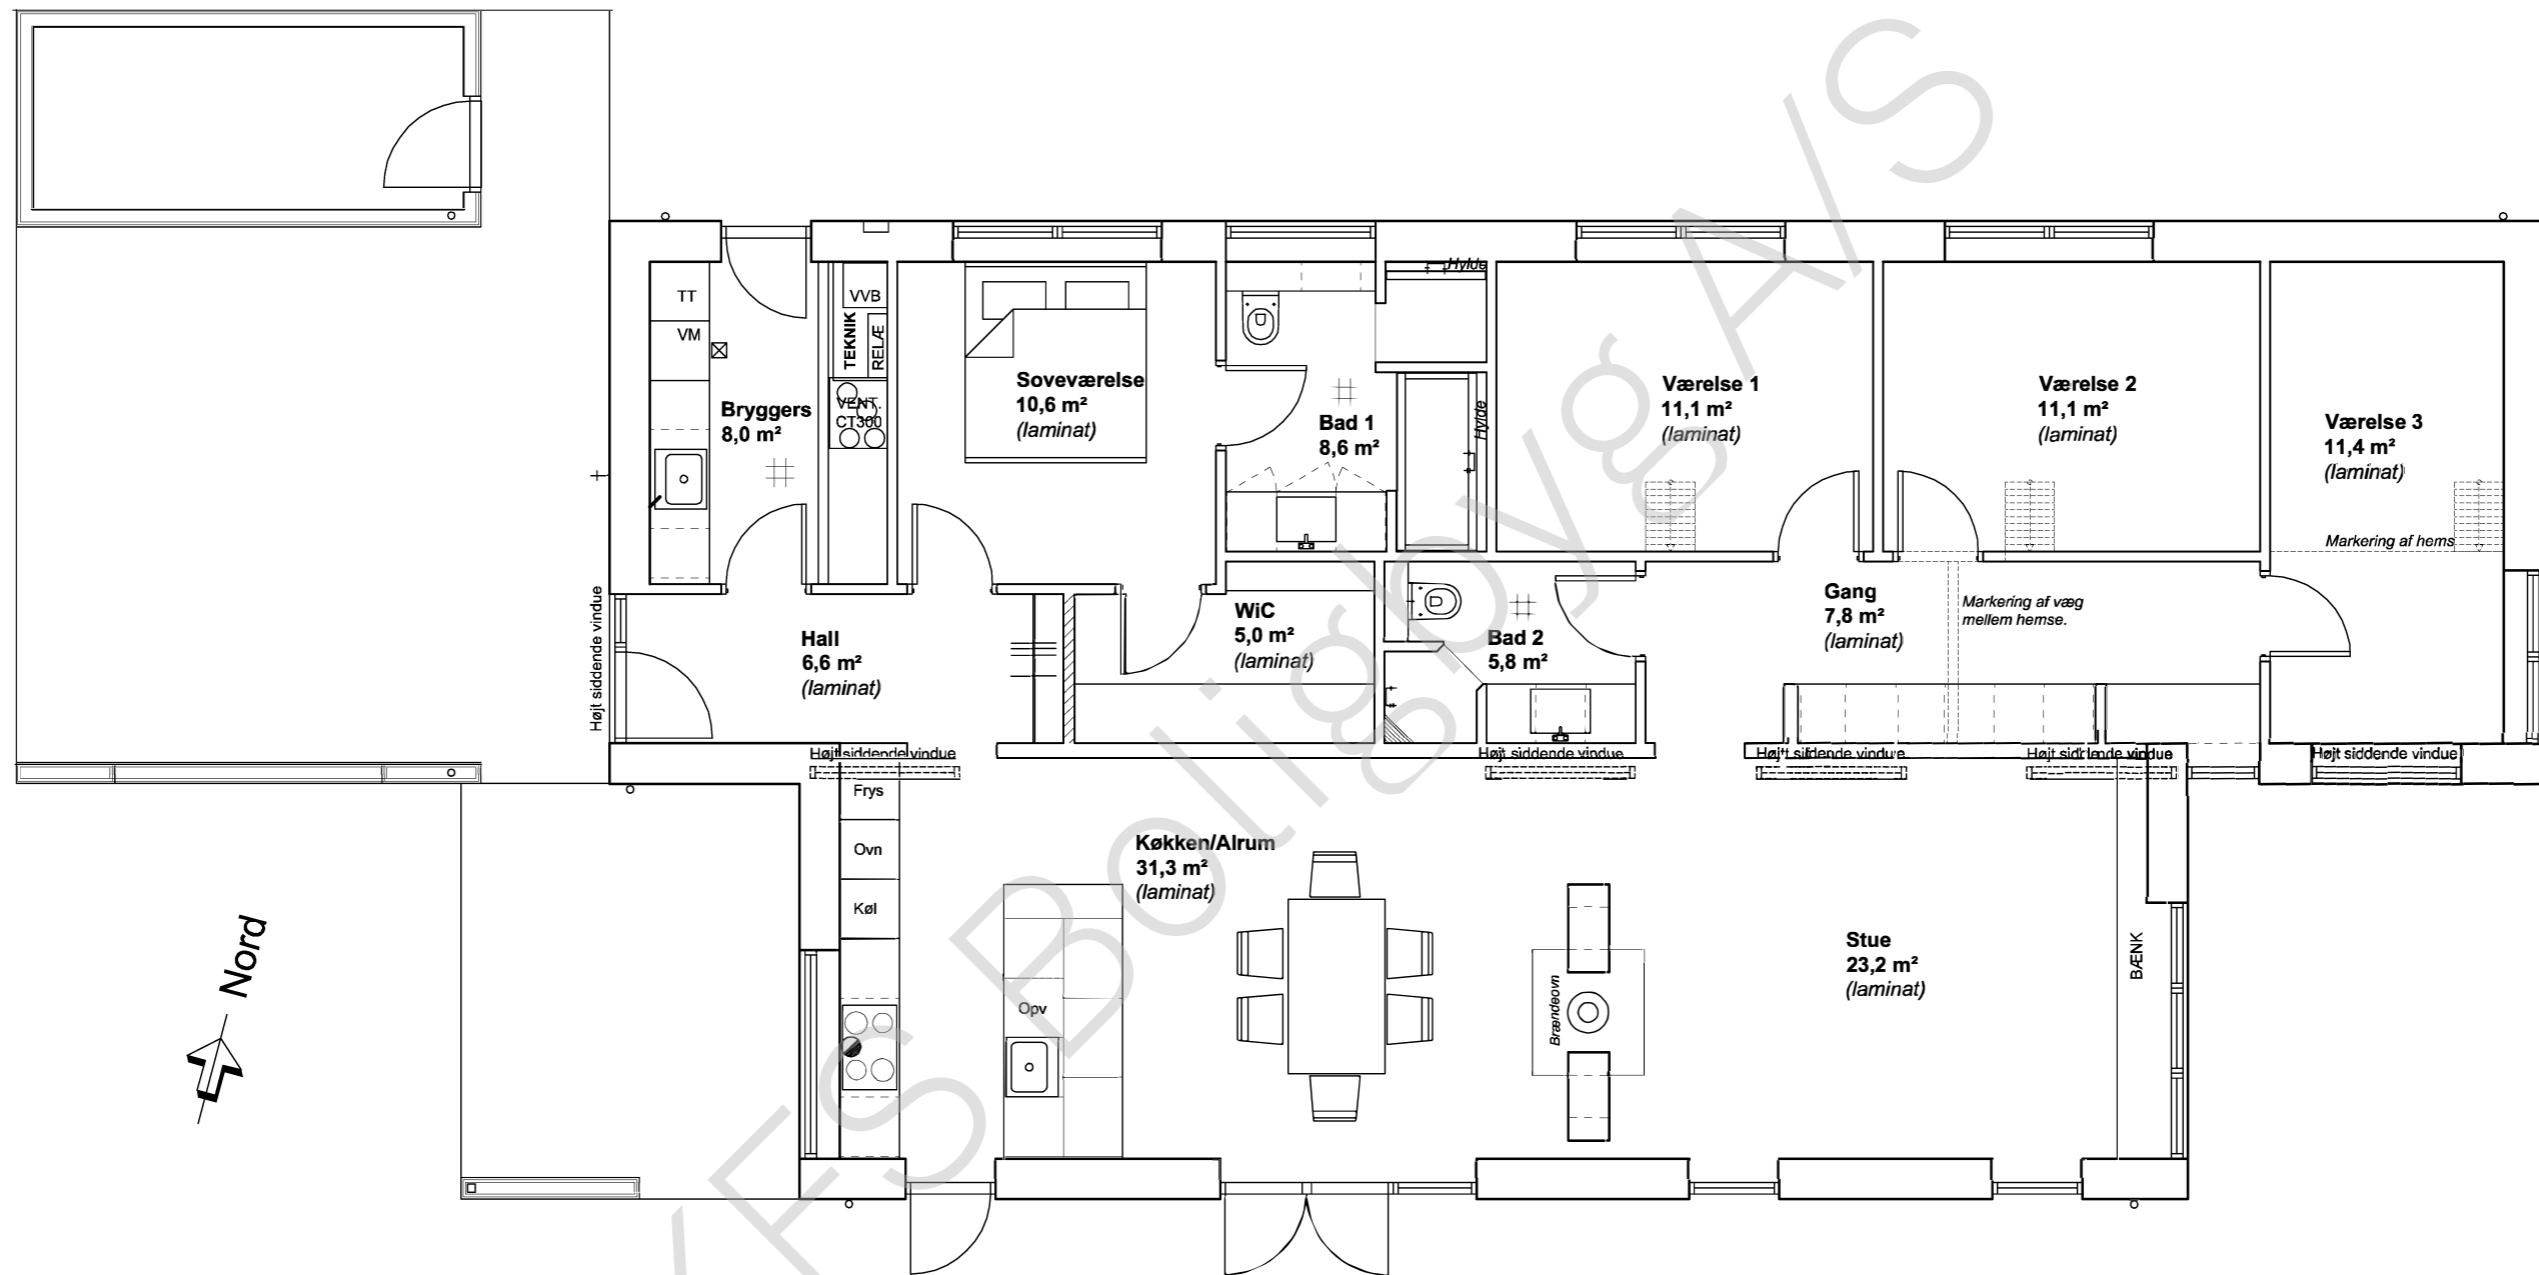 Hylde
TT
VM
VVB
TEKNIK
RELÆ
VENT.
CT300
Bryggers
8,0 m²
Soveværelse
10,6 m²
(laminat)
Bad 1
8,6 m²
Hylde
Værelse 1
11,1 m²
(laminat)
Værelse 2
11,1 m²
(laminat)
Værelse 3
11,4 m²
(laminat)
Markering af hems
Højt siddende vindue
Hall
6,6 m²
(laminat)
WiC
5,0 m²
(laminat)
Bad 2
5,8 m²
Gang
7,8 m²
(laminat)
Markering af væg
mellem hemse.
Højt siddende vindue
Højt siddende vindue
Højt siddende vindue
Højt siddende vindue
Højt siddende vindue
Frys
Ovn
Køl
Køkken/Alrum
31,3 m²
(laminat)
Opv
Brændeovn
Stue
23,2 m²
(laminat)
BÆNK
Nord
YFS Boligbyg A/S